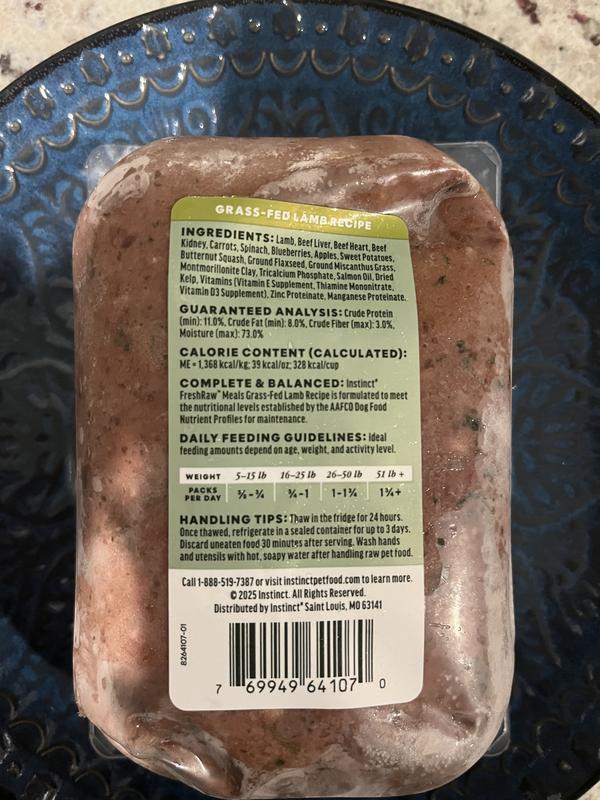 GRASS-FED LAMB RECIPE
INGREDIENTS: Lamb, Beef Liver, Beef Heart, Beef
Kidney, Carrots, Spinach, Blueberries, Apples, Sweet Potatoes,
Butternut Squash, Ground Flaxseed, Ground Miscanthus Grass,
Montmorillonite Clay, Tricalcium Phosphate, Salmon Oil, Dried
Kelp, Vitamins (Vitamin E Supplement, Thiamine Mononitrate,
Vitamin D3 Supplement), Zinc Proteinate, Manganese Proteinate.
GUARANTEED ANALYSIS: Crude Protein
(min): 11.0%, Crude Fat (min): 8.0%, Crude Fiber (max): 3.0%,
Moisture (max): 73.0%
CALORIE CONTENT (CALCULATED):
ME = 1,368 kcal/kg; 39 kcal/oz; 328 kcal/cup
COMPLETE & BALANCED: Instinct®
FreshRaw™ Meals Grass-Fed Lamb Recipe is formulated to meet
the nutritional levels established by the AAFCO Dog Food
Nutrient Profiles for maintenance.
DAILY FEEDING GUIDELINES: Ideal
feeding amounts depend on age, weight, and activity level.
WEIGHT 5–15 lb 16–25 lb 26–50 lb 51 lb +
PACKS PER DAY ¾–1 1–1¾ 1¾+
HANDLING TIPS: Thaw in the fridge for 24 hours.
Once thawed, refrigerate in a sealed container for up to 3 days.
Discard uneaten food 30 minutes after serving. Wash hands
and utensils with hot, soapy water after handling raw pet food.
Call 1-888-519-7387 or visit instinctpetfood.com to learn more.
© 2025 Instinct. All Rights Reserved.
Distributed by Instinct® Saint Louis, MO 63141
8264107-01
7 69949 64107 0